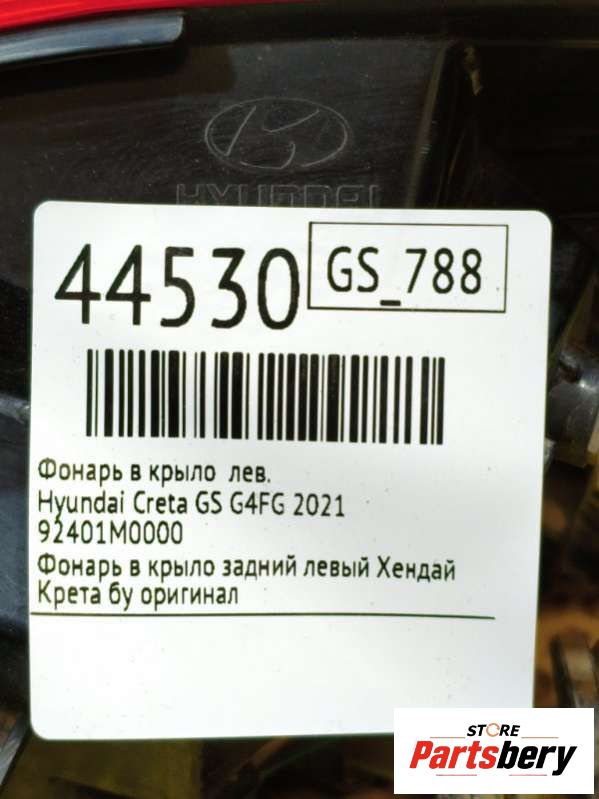 HYUNDAI
44530
GS_788
Фонарь в крыло лев.
Hyundai Creta GS G4FG 2021
92401M0000
Фонарь в крыло задний левый Хендай
Крета бу оригинал
STORE
Partsbery